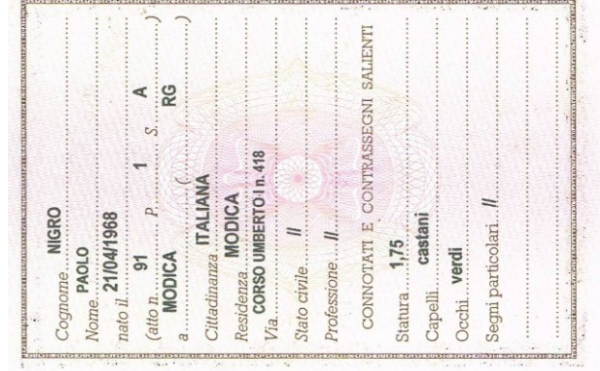 Cognome NIGRO
Nome PAOLO
nato il 21/04/1968
(atto n. 91 P. 1 S. A )
a MODICA ( RG )
Cittadinanza ITALIANA
Residenza MODICA
Via CORSO UMBERTO I n. 418
Stato civile //
Professione //
CONNOTATI E CONTRASSEGNI SALIENTI
Statura 1,75
Capelli castani
Occhi verdi
Segni particolari //